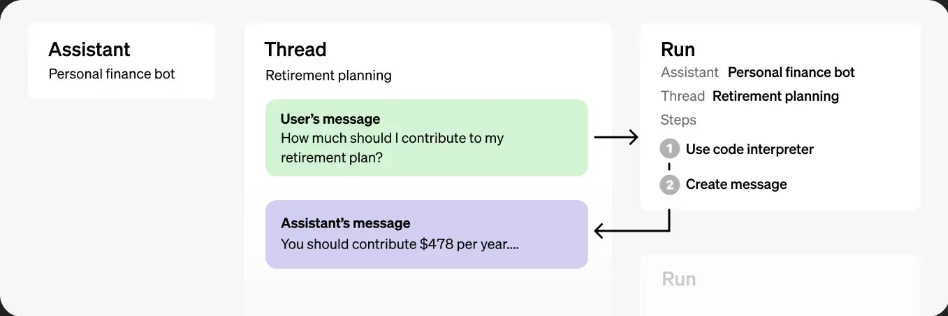 Assistant
Personal finance bot
Thread
Retirement planning
User's message
How much should I contribute to my
retirement plan?
Assistant's message
You should contribute $478 per year....
Run
Assistant Personal finance bot
Thread Retirement planning
Steps
1 Use code interpreter
2 Create message
Run